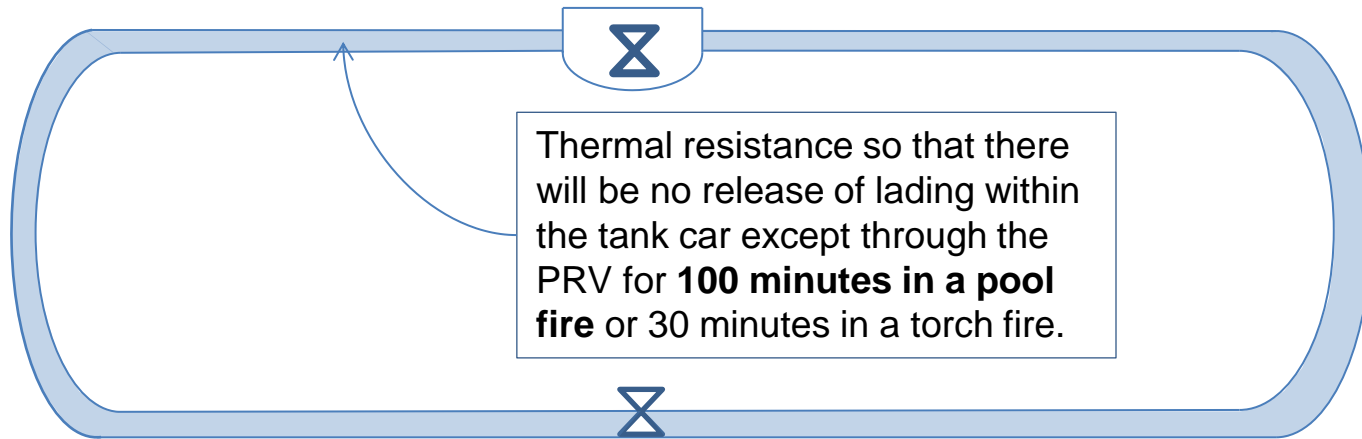 Thermal resistance so that there
will be no release of lading within
the tank car except through the
PRV for 100 minutes in a pool
fire or 30 minutes in a torch fire.